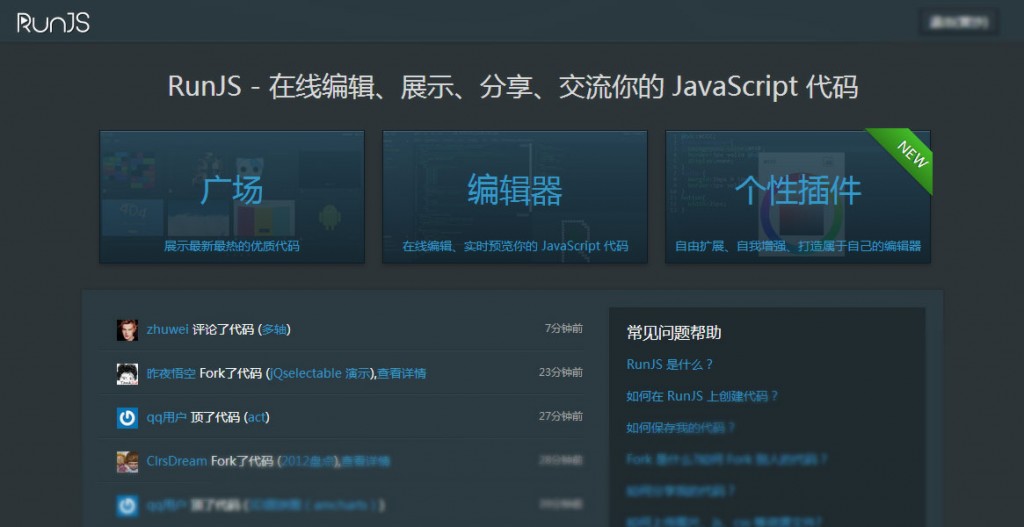 RunJS
RunJS - 在线编辑、展示、分享、交流你的 JavaScript 代码
广场
展示最新最热的优质代码
编辑器
在线编辑、实时预览你的 JavaScript 代码
个性插件
NEW
自由扩展、自我增强、打造属于自己的编辑器
zhuwei 评论了代码 (多轴)
7分钟前
昨夜悟空 Fork了代码 (jQselectable 演示),查看详情
23分钟前
qq用户 顶了代码 (act)
27分钟前
ClrsDream Fork了代码 (2012盘点),查看详情
28分钟前
qq用户 顶了代码
常见问题帮助
RunJS 是什么？
如何在 RunJS 上创建代码？
如何保存我的代码？
Fork 是什么?如何 Fork 别人的代码？
如何分享我的代码？